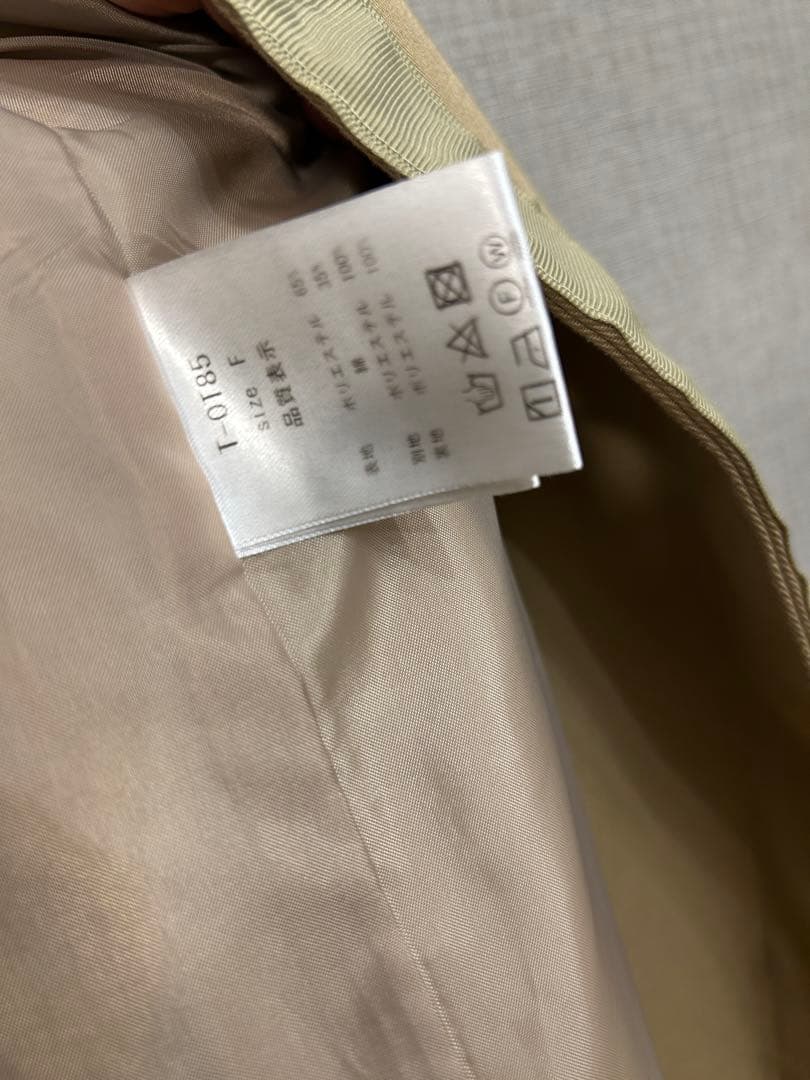 T-0185
size F
品質表示
表地 ポリエステル 65%
綿 35%
別地 ポリエステル 100%
裏地 ポリエステル 100%
F W